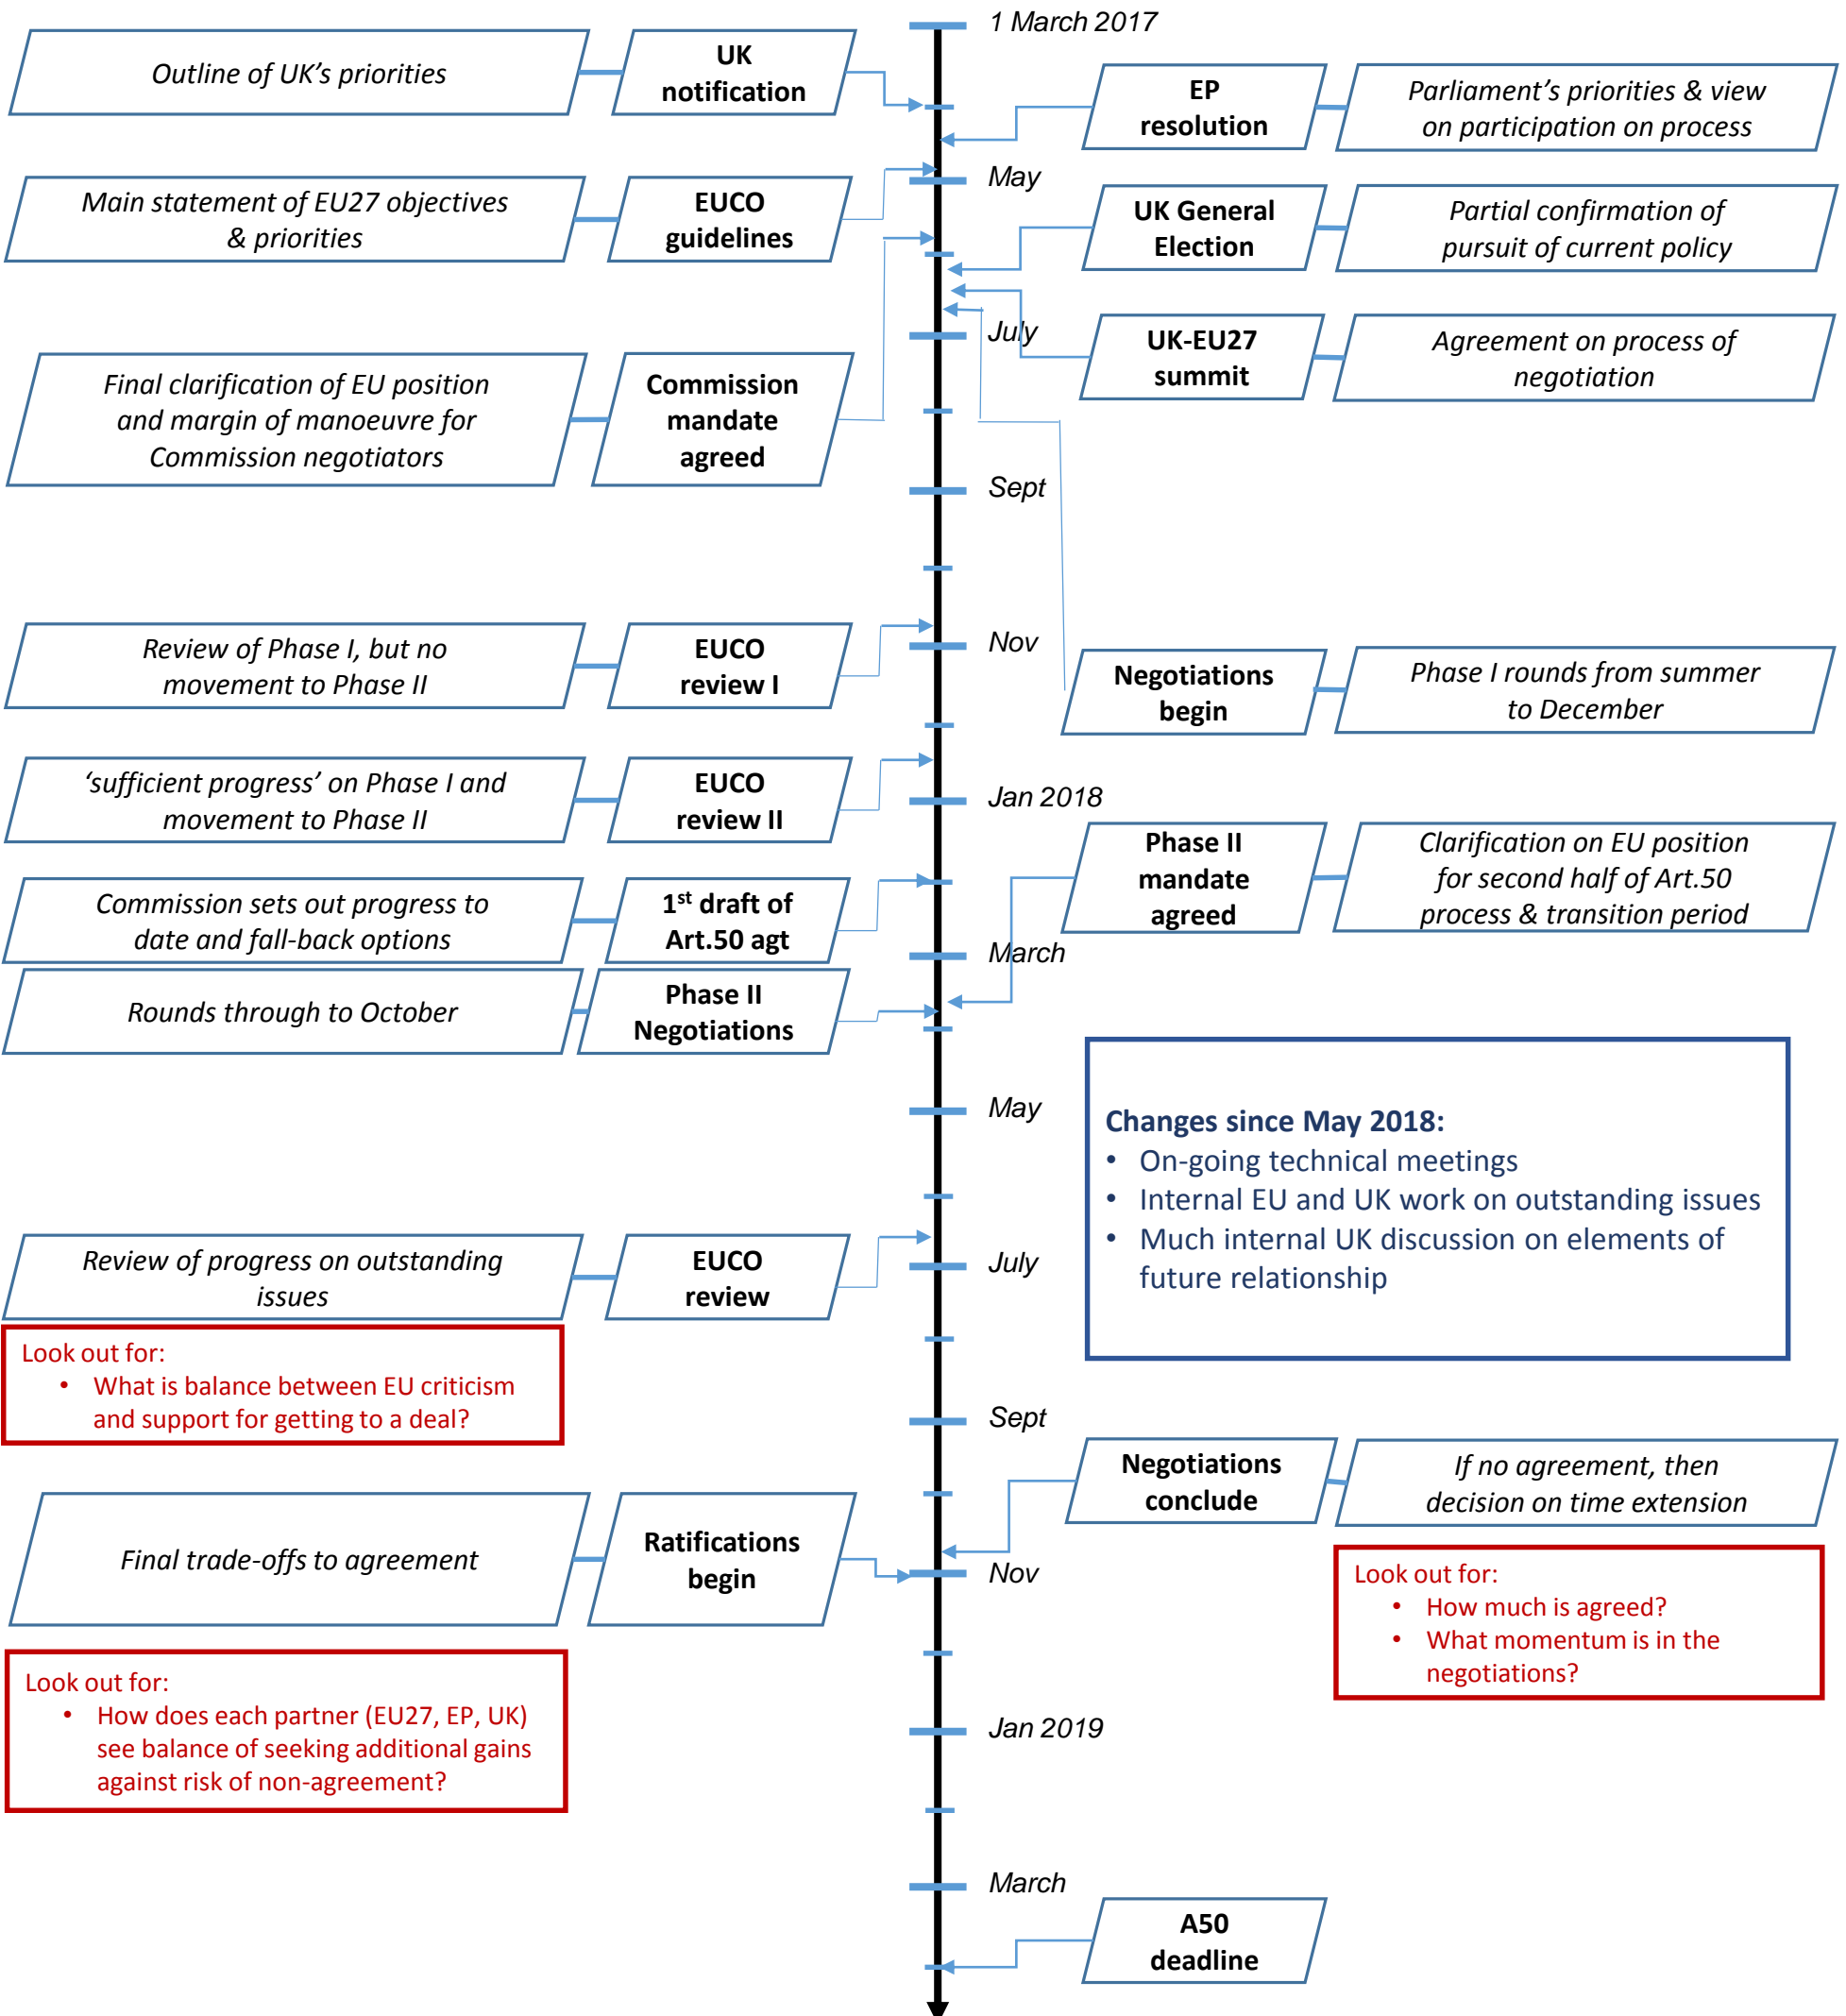 1 March 2017
Outline of UK's priorities
UK
notification
EP
resolution
Parliament's priorities & view
on participation on process
May
Main statement of EU27 objectives
& priorities
EUCO
guidelines
UK General
Election
Partial confirmation of
pursuit of current policy
July
UK-EU27
summit
Agreement on process of
negotiation
Final clarification of EU position
and margin of manoeuvre for
Commission negotiators
Commission
mandate
agreed
Sept
Nov
Review of Phase I, but no
movement to Phase II
EUCO
review I
Negotiations
begin
Phase I rounds from summer
to December
‘sufficient progress’ on Phase I and
movement to Phase II
EUCO
review II
Jan 2018
Phase II
mandate
agreed
Clarification on EU position
for second half of Art.50
process & transition period
Commission sets out progress to
date and fall-back options
1st draft of
Art.50 agt
March
Rounds through to October
Phase II
Negotiations
May
Changes since May 2018:
• On-going technical meetings
• Internal EU and UK work on outstanding issues
• Much internal UK discussion on elements of
future relationship
Review of progress on outstanding
issues
EUCO
review
July
Look out for:
• What is balance between EU criticism
and support for getting to a deal?
Sept
Negotiations
conclude
If no agreement, then
decision on time extension
Final trade-offs to agreement
Ratifications
begin
Nov
Look out for:
• How much is agreed?
• What momentum is in the
negotiations?
Look out for:
• How does each partner (EU27, EP, UK)
see balance of seeking additional gains
against risk of non-agreement?
Jan 2019
March
A50
deadline